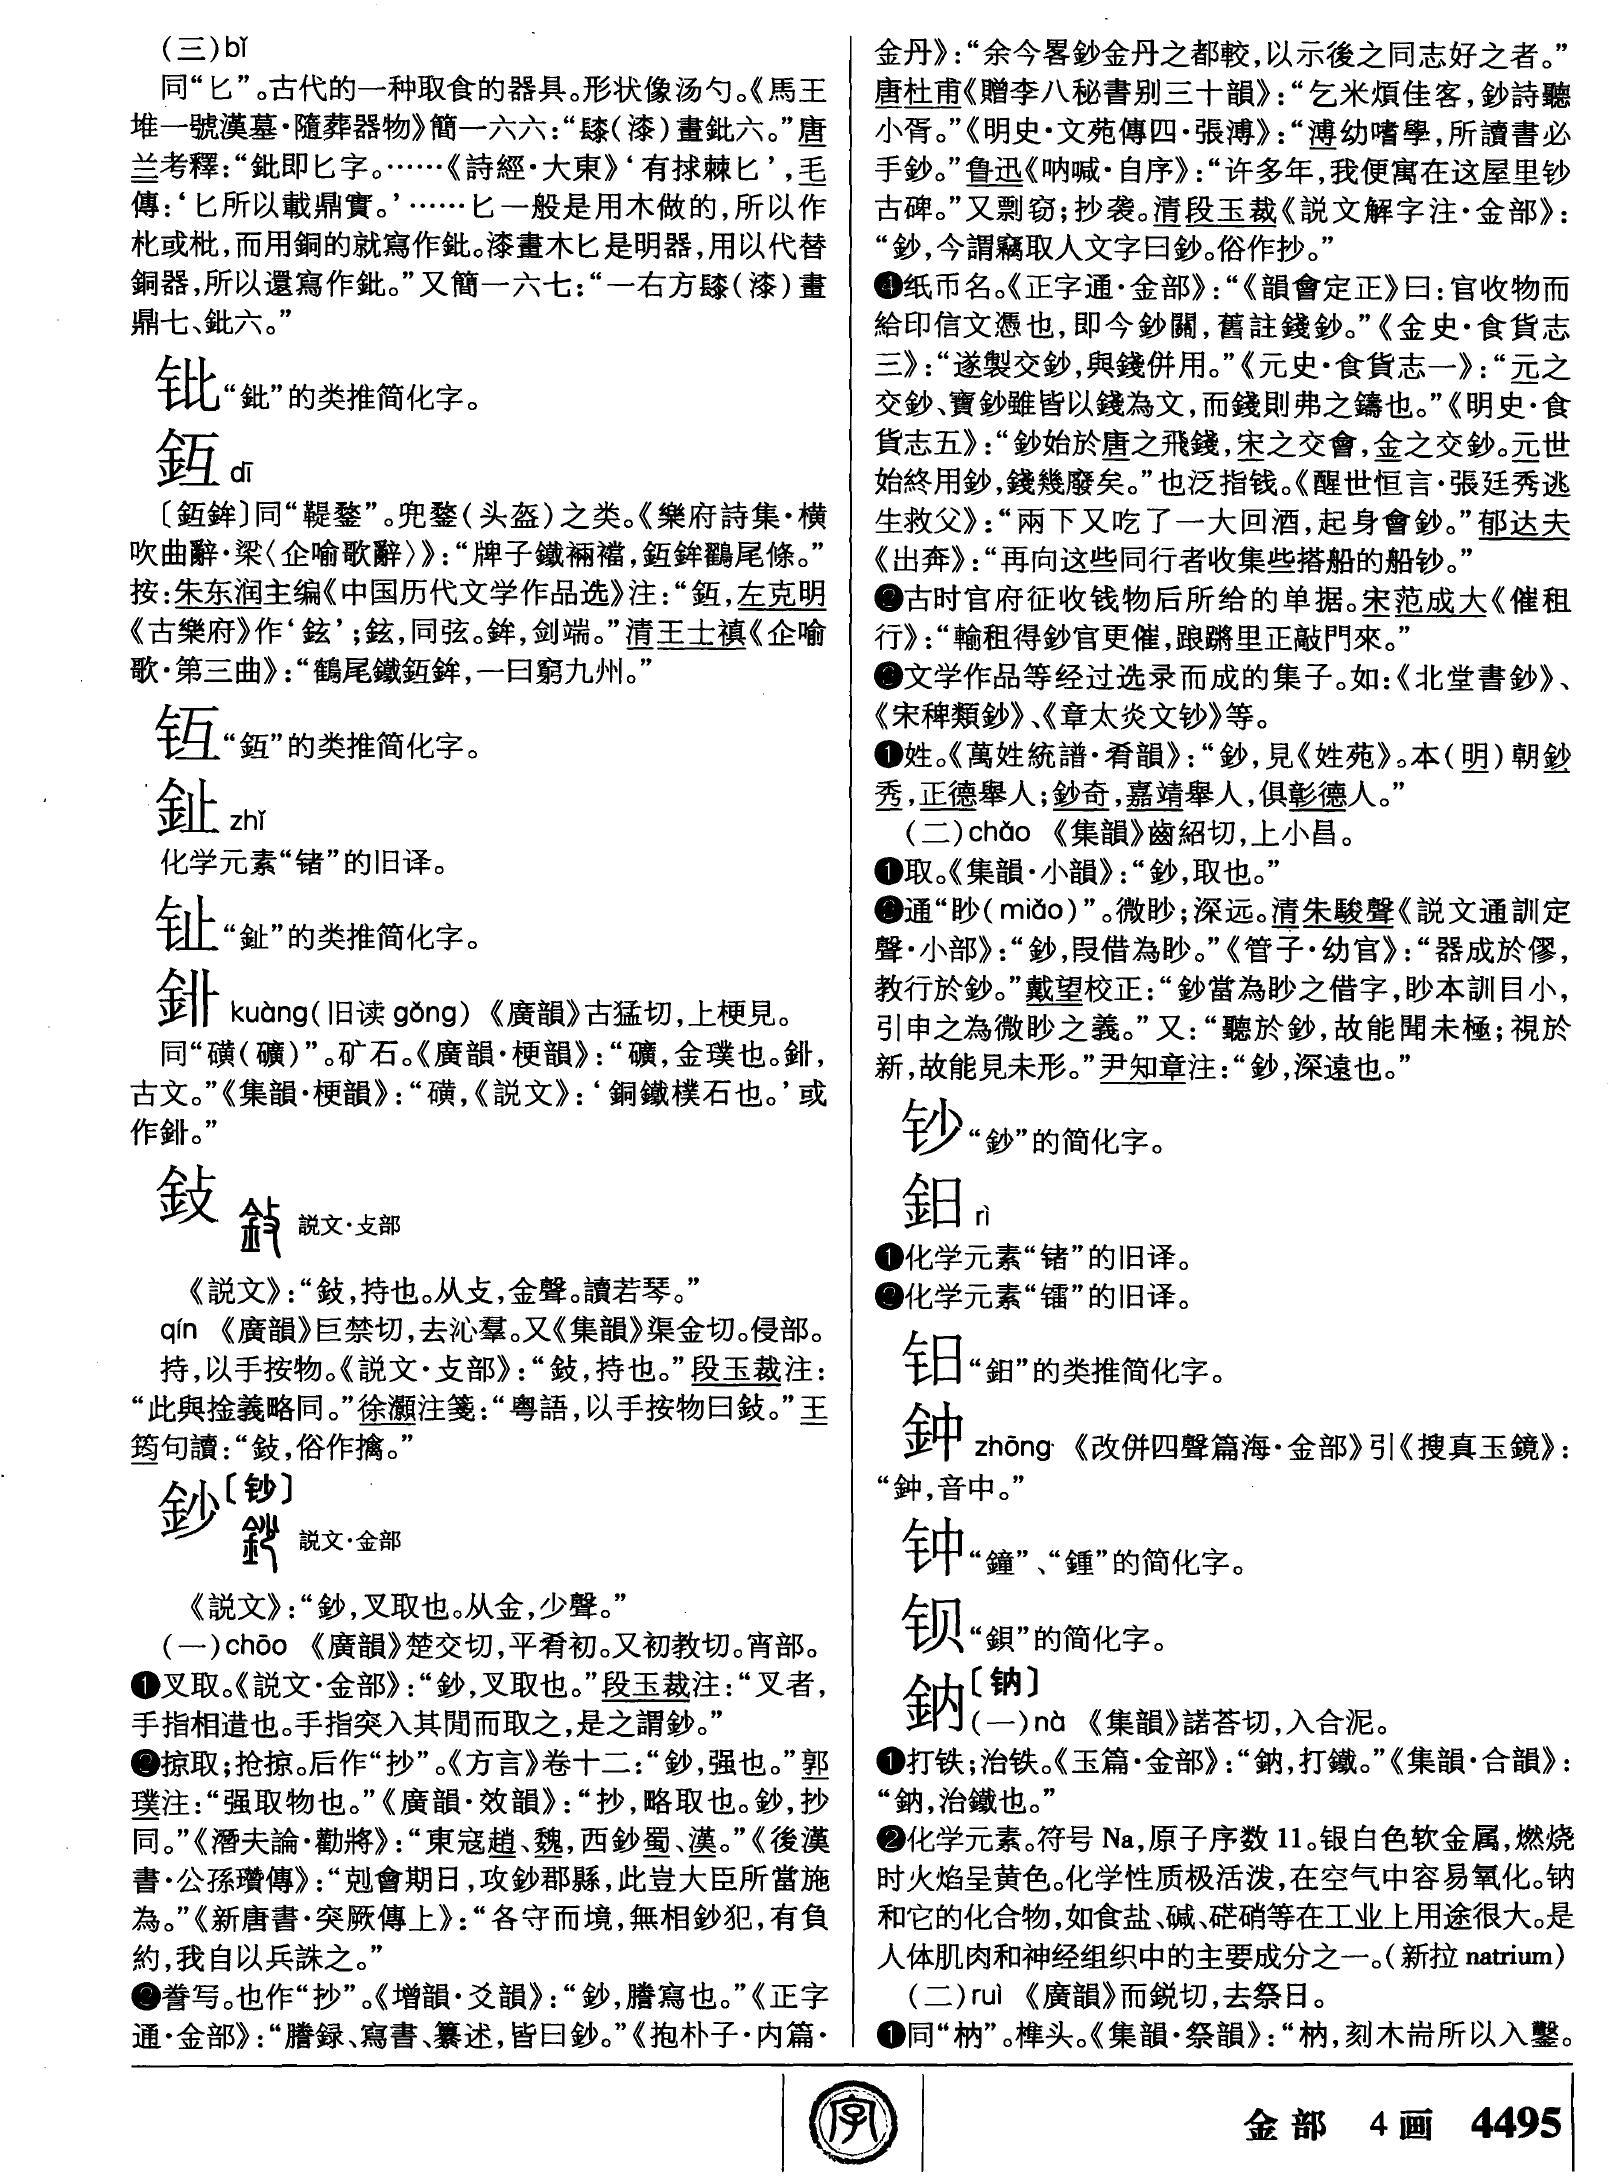 (三)bǐ
同“匕”。古代的一种取食的器具。形状像汤勺。《馬王
堆一號漢墓·隨葬器物》簡一六六：“髹(漆)畫鈚六。”唐
兰考釋：“鈚即匕字。……《詩經·大東》‘有捄棘匕’，毛
傳：‘匕所以載鼎實。’……匕一般是用木做的，所以作
朼或枇，而用銅的就寫作鈚。漆畫木匕是明器，用以代替
銅器，所以還寫作鈚。”又簡一六七：“一右方髹(漆)畫
鼎七、鈚六。”
“鈚”的类推简化字。
鉺 dī
同“鞮鍪”。兜鍪(头盔)之类。《樂府詩集·横
吹曲辭·梁〈企喻歌辭〉》：“牌子鐵裲襠，鉾鸐尾條。”
按：朱东润主编《中国历代文学作品选》注：“左克明
《古樂府》作‘鉉’；鉉，同弦。鉾，剑端。”清王士禛《企喻
歌·第三曲》：“鶴尾鐵鉾，一日窮九州。”
的类推简化字。
鉳 zhǐ
化学元素“锗”的旧译。
的类推简化字。
kuàng(旧读gǒng) 《廣韻》古猛切，上梗見。
同“磺(礦)”。矿石。《廣韻·梗韻》：“礦，金璞也。
古文。”《集韻·梗韻》：“磺，《説文》：‘銅鐵樸石也。’或
作
鈙
説文·攴部
《説文》：“鈙，持也。从攴，金聲。讀若琴。”
qín 《廣韻》巨禁切，去沁羣。又《集韻》渠金切。侵部。
持，以手按物。《説文·攴部》：“鈙，持也。”段玉裁注：
“此與捦義略同。”徐灝注箋：“粤語，以手按物曰鈙。”王
筠句讀：“鈙，俗作擒。”
鈔〔钞〕
説文·金部
《説文》：“鈔，叉取也。从金，少聲。”
(一)chāo 《廣韻》楚交切，平肴初。又初教切。宵部。
❶叉取。《説文·金部》：“鈔，叉取也。”段玉裁注：“叉者，
手指相逪也。手指突入其閒而取之，是之謂鈔。”
❷掠取；抢掠。后作“抄”。《方言》卷十二：“鈔，强也。”郭
璞注：“强取物也。”《廣韻·效韻》：“抄，略取也。鈔，抄
同。”《潛夫論·勸將》：“東寇趙、魏，西鈔蜀、漢。”《後漢
書·公孫瓚傳》：“剋會期日，攻鈔郡縣，此豈大臣所當施
為。”《新唐書·突厥傳上》：“各守而境，無相鈔犯，有負
約，我自以兵誅之。”
誊写。也作“抄”。《增韻·爻韻》：“鈔，謄寫也。”《正字
通·金部》：“謄録、寫書、纂述，皆曰鈔。”《抱朴子·内篇·
金丹》：“余今畧鈔金丹之都較，以示後之同志好之者。”
唐杜甫《贈李八秘書别三十韻》：“乞米煩佳客，鈔詩聽
小胥。”《明史·文苑傳四·張溥》：“溥幼嗜學，所讀書必
手鈔。”鲁迅《呐喊·自序》：“许多年，我便寓在这屋里钞
古碑。”又剽窃；抄袭。清段玉裁《説文解字注·金部》：
“鈔，今謂竊取人文字曰鈔。俗作抄。”
❹纸币名。《正字通·金部》：“《韻會定正》曰：官收物而
給印信文憑也，即今鈔關，舊註錢鈔。”《金史·食貨志
三》：“遂製交鈔，與錢併用。”《元史·食貨志一》：“元之
交鈔、寶鈔雖皆以錢為文，而錢則弗之鑄也。”《明史·食
貨志五》：“鈔始於唐之飛錢，宋之交會，金之交鈔。元世
始終用鈔，錢幾廢矣。”也泛指钱。《醒世恒言·張廷秀逃
生救父》：“兩下又吃了一大回酒，起身會鈔。”郁达夫
《出奔》：“再向这些同行者收集些搭船的船钞。”
古时官府征收钱物后所给的单据。宋范成大《催租
行》：“輸租得鈔官更催，踉蹡里正敲門來。”
文学作品等经过选录而成的集子。如：《北堂書鈔》、
《宋稗類鈔》、《章太炎文钞》等。
姓。《萬姓統譜·肴韻》：“鈔，見《姓苑》。本(明)朝鈔
秀，正德舉人；鈔奇，嘉靖舉人，俱彰德人。”
(二)chǎo 《集韻》齒紹切，上小昌。
❶取。《集韻·小韻》：“鈔，取也。”
❷通“眇(miǎo)”。微眇；深远。清朱駿聲《説文通訓定
聲·小部》：“鈔，叚借為眇。”《管子·幼官》：“器成於僇，
教行於鈔。”戴望校正：“鈔當為眇之借字，眇本訓目小，
引申之為微眇之義。”又：“聽於鈔，故能聞未極；視於
新，故能見未形。”尹知章注：“鈔，深遠也。”
钞“鈔”的简化字。
鈤 rì
❶化学元素“锗”的旧译。
❷化学元素“镭”的旧译。
“鈤”的类推简化字。
鈡 zhōng 《改併四聲篇海·金部》引《搜真玉鏡》：
“鈡，音中。”
钟“鐘”、“鍾”的简化字。
钡“鋇”的简化字。
鈉〔钠〕
(一)nà 《集韻》諾荅切，入合泥。
❶打铁；治铁。《玉篇·金部》：“鈉，打鐵。”《集韻·合韻》：
“鈉，治鐵也。”
❷化学元素。符号 Na，原子序数 11。银白色软金属，燃烧
时火焰呈黄色。化学性质极活泼，在空气中容易氧化。钠
和它的化合物，如食盐、碱、硭硝等在工业上用途很大。是
人体肌肉和神经组织中的主要成分之一。(新拉 natrium)
(二)ruì 《廣韻》而鋭切，去祭日。
❶同“枘”。榫头。《集韻·祭韻》：“枘，刻木耑所以入鑿。
字
金部 4画 4495